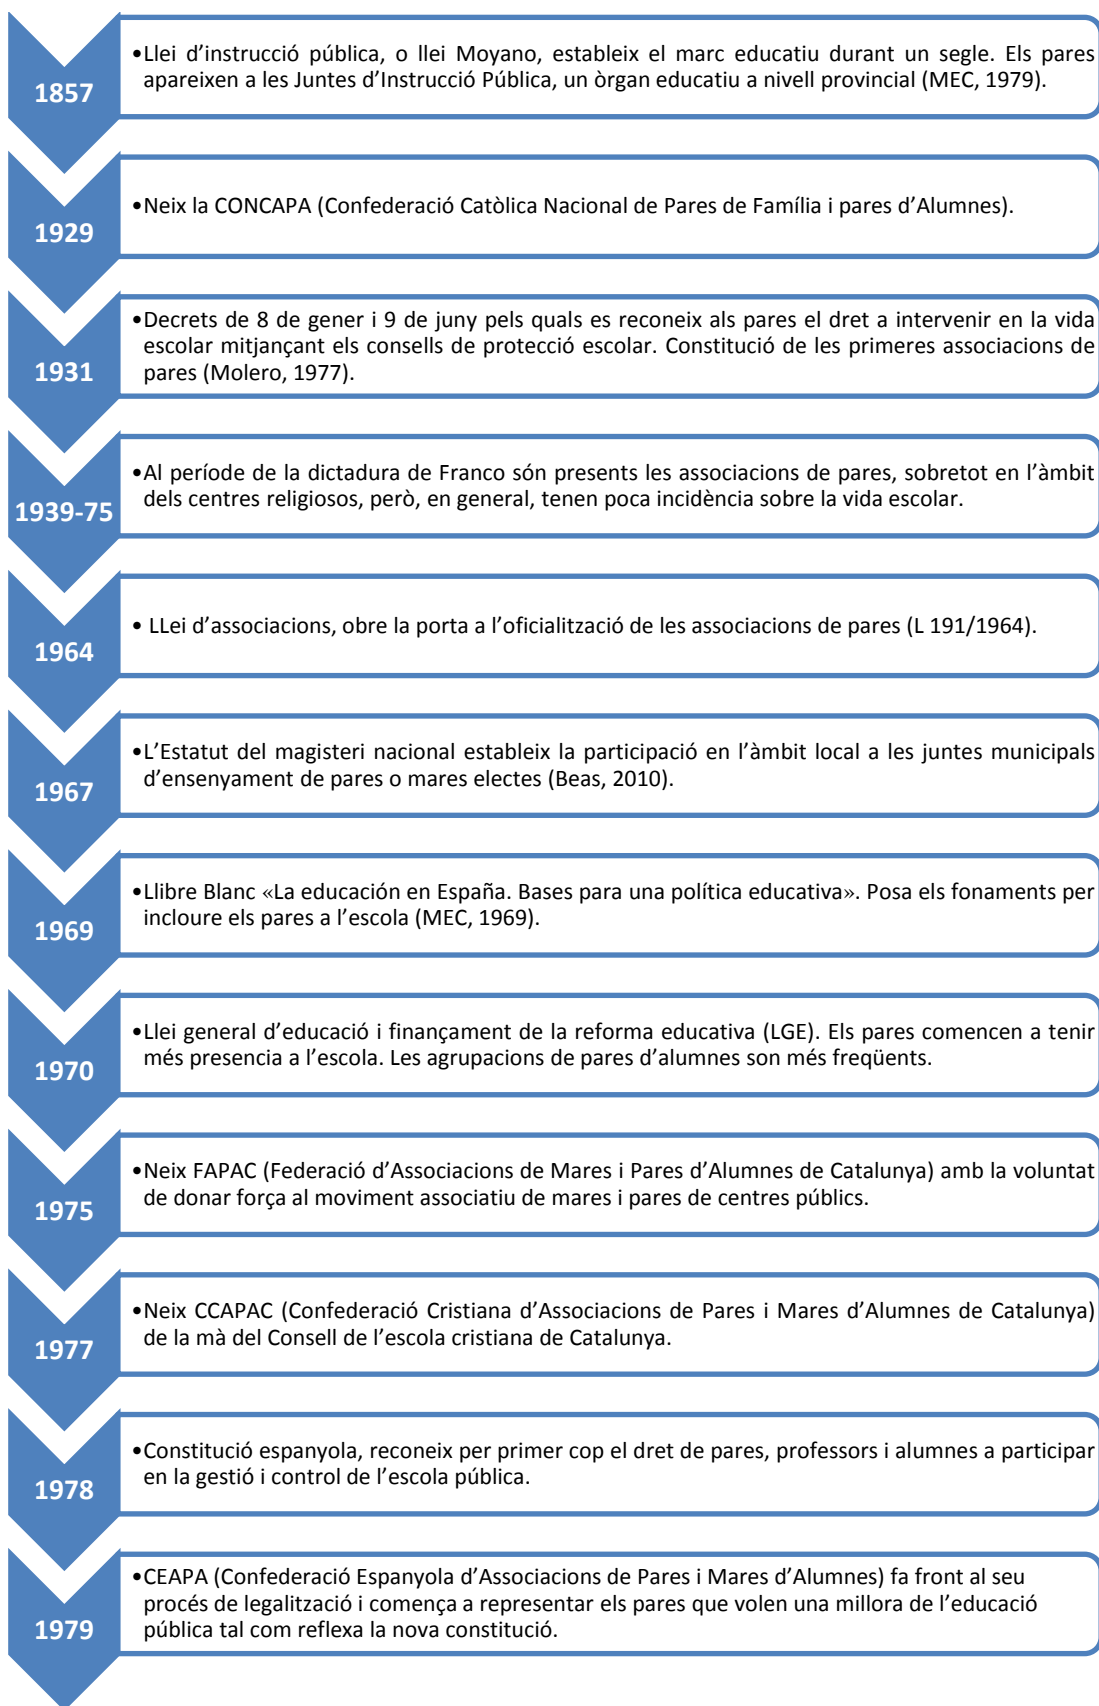 1857
•Llei d’instrucció pública, o llei Moyano, estableix el marc educatiu durant un segle. Els pares
apareixen a les Juntes d’Instrucció Pública, un òrgan educatiu a nivell provincial (MEC, 1979).
1929
•Neix la CONCAPA (Confederació Catòlica Nacional de Pares de Família i pares d’Alumnes).
1931
•Decrets de 8 de gener i 9 de juny pels quals es reconeix als pares el dret a intervenir en la vida
escolar mitjançant els consells de protecció escolar. Constitució de les primeres associacions de
pares (Molero, 1977).
1939-75
•Al període de la dictadura de Franco són presents les associacions de pares, sobretot en l’àmbit
dels centres religiosos, però, en general, tenen poca incidència sobre la vida escolar.
1964
• LLei d’associacions, obre la porta a l’oficialització de les associacions de pares (L 191/1964).
1967
•L’Estatut del magisteri nacional estableix la participació en l’àmbit local a les juntes municipals
d’ensenyament de pares o mares electes (Beas, 2010).
1969
•Llibre Blanc «La educación en España. Bases para una política educativa». Posa els fonaments per
incloure els pares a l’escola (MEC, 1969).
1970
•Llei general d’educació i finançament de la reforma educativa (LGE). Els pares comencen a tenir
més presencia a l’escola. Les agrupacions de pares d’alumnes son més freqüents.
1975
•Neix FAPAC (Federació d’Associacions de Mares i Pares d’Alumnes de Catalunya) amb la voluntat
de donar força al moviment associatiu de mares i pares de centres públics.
1977
•Neix CCAPAC (Confederació Cristiana d’Associacions de Pares i Mares d’Alumnes de Catalunya)
de la mà del Consell de l’escola cristiana de Catalunya.
1978
•Constitució espanyola, reconeix per primer cop el dret de pares, professors i alumnes a participar
en la gestió i control de l’escola pública.
1979
•CEAPA (Confederació Espanyola d’Associacions de Pares i Mares d’Alumnes) fa front al seu
procés de legalització i comença a representar els pares que volen una millora de l’educació
pública tal com reflexa la nova constitució.